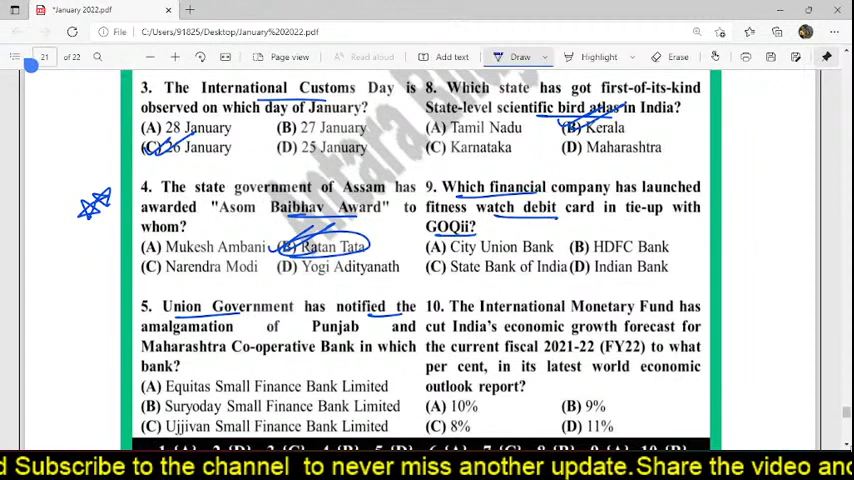 *January 2022.pdf
File
C:/Users/91825/Desktop/January%202022.pdf
21 of 22
Page view
Read aloud
Add text
Draw
Highlight
Erase
3. The International Customs Day is
observed on which day of January?
(A) 28 January (B) 27 January
(C) 26 January (D) 25 January
4. The state government of Assam has
awarded "Asom Baibhav Award" to
whom?
(A) Mukesh Ambani (B) Ratan Tata
(C) Narendra Modi (D) Yogi Adityanath
5. Union Government has notified the
amalgamation of Punjab and
Maharashtra Co-operative Bank in which
bank?
(A) Equitas Small Finance Bank Limited
(B) Suryoday Small Finance Bank Limited
(C) Ujjivan Small Finance Bank Limited
8. Which state has got first-of-its-kind
State-level scientific bird atlas in India?
(A) Tamil Nadu (B) Kerala
(C) Karnataka (D) Maharashtra
9. Which financial company has launched
fitness watch debit card in tie-up with
GOQii?
(A) City Union Bank (B) HDFC Bank
(C) State Bank of India (D) Indian Bank
10. The International Monetary Fund has
cut India's economic growth forecast for
the current fiscal 2021-22 (FY22) to what
per cent, in its latest world economic
outlook report?
(A) 10% (B) 9%
(C) 8% (D) 11%
d Subscribe to the channel to never miss another update.Share the video and